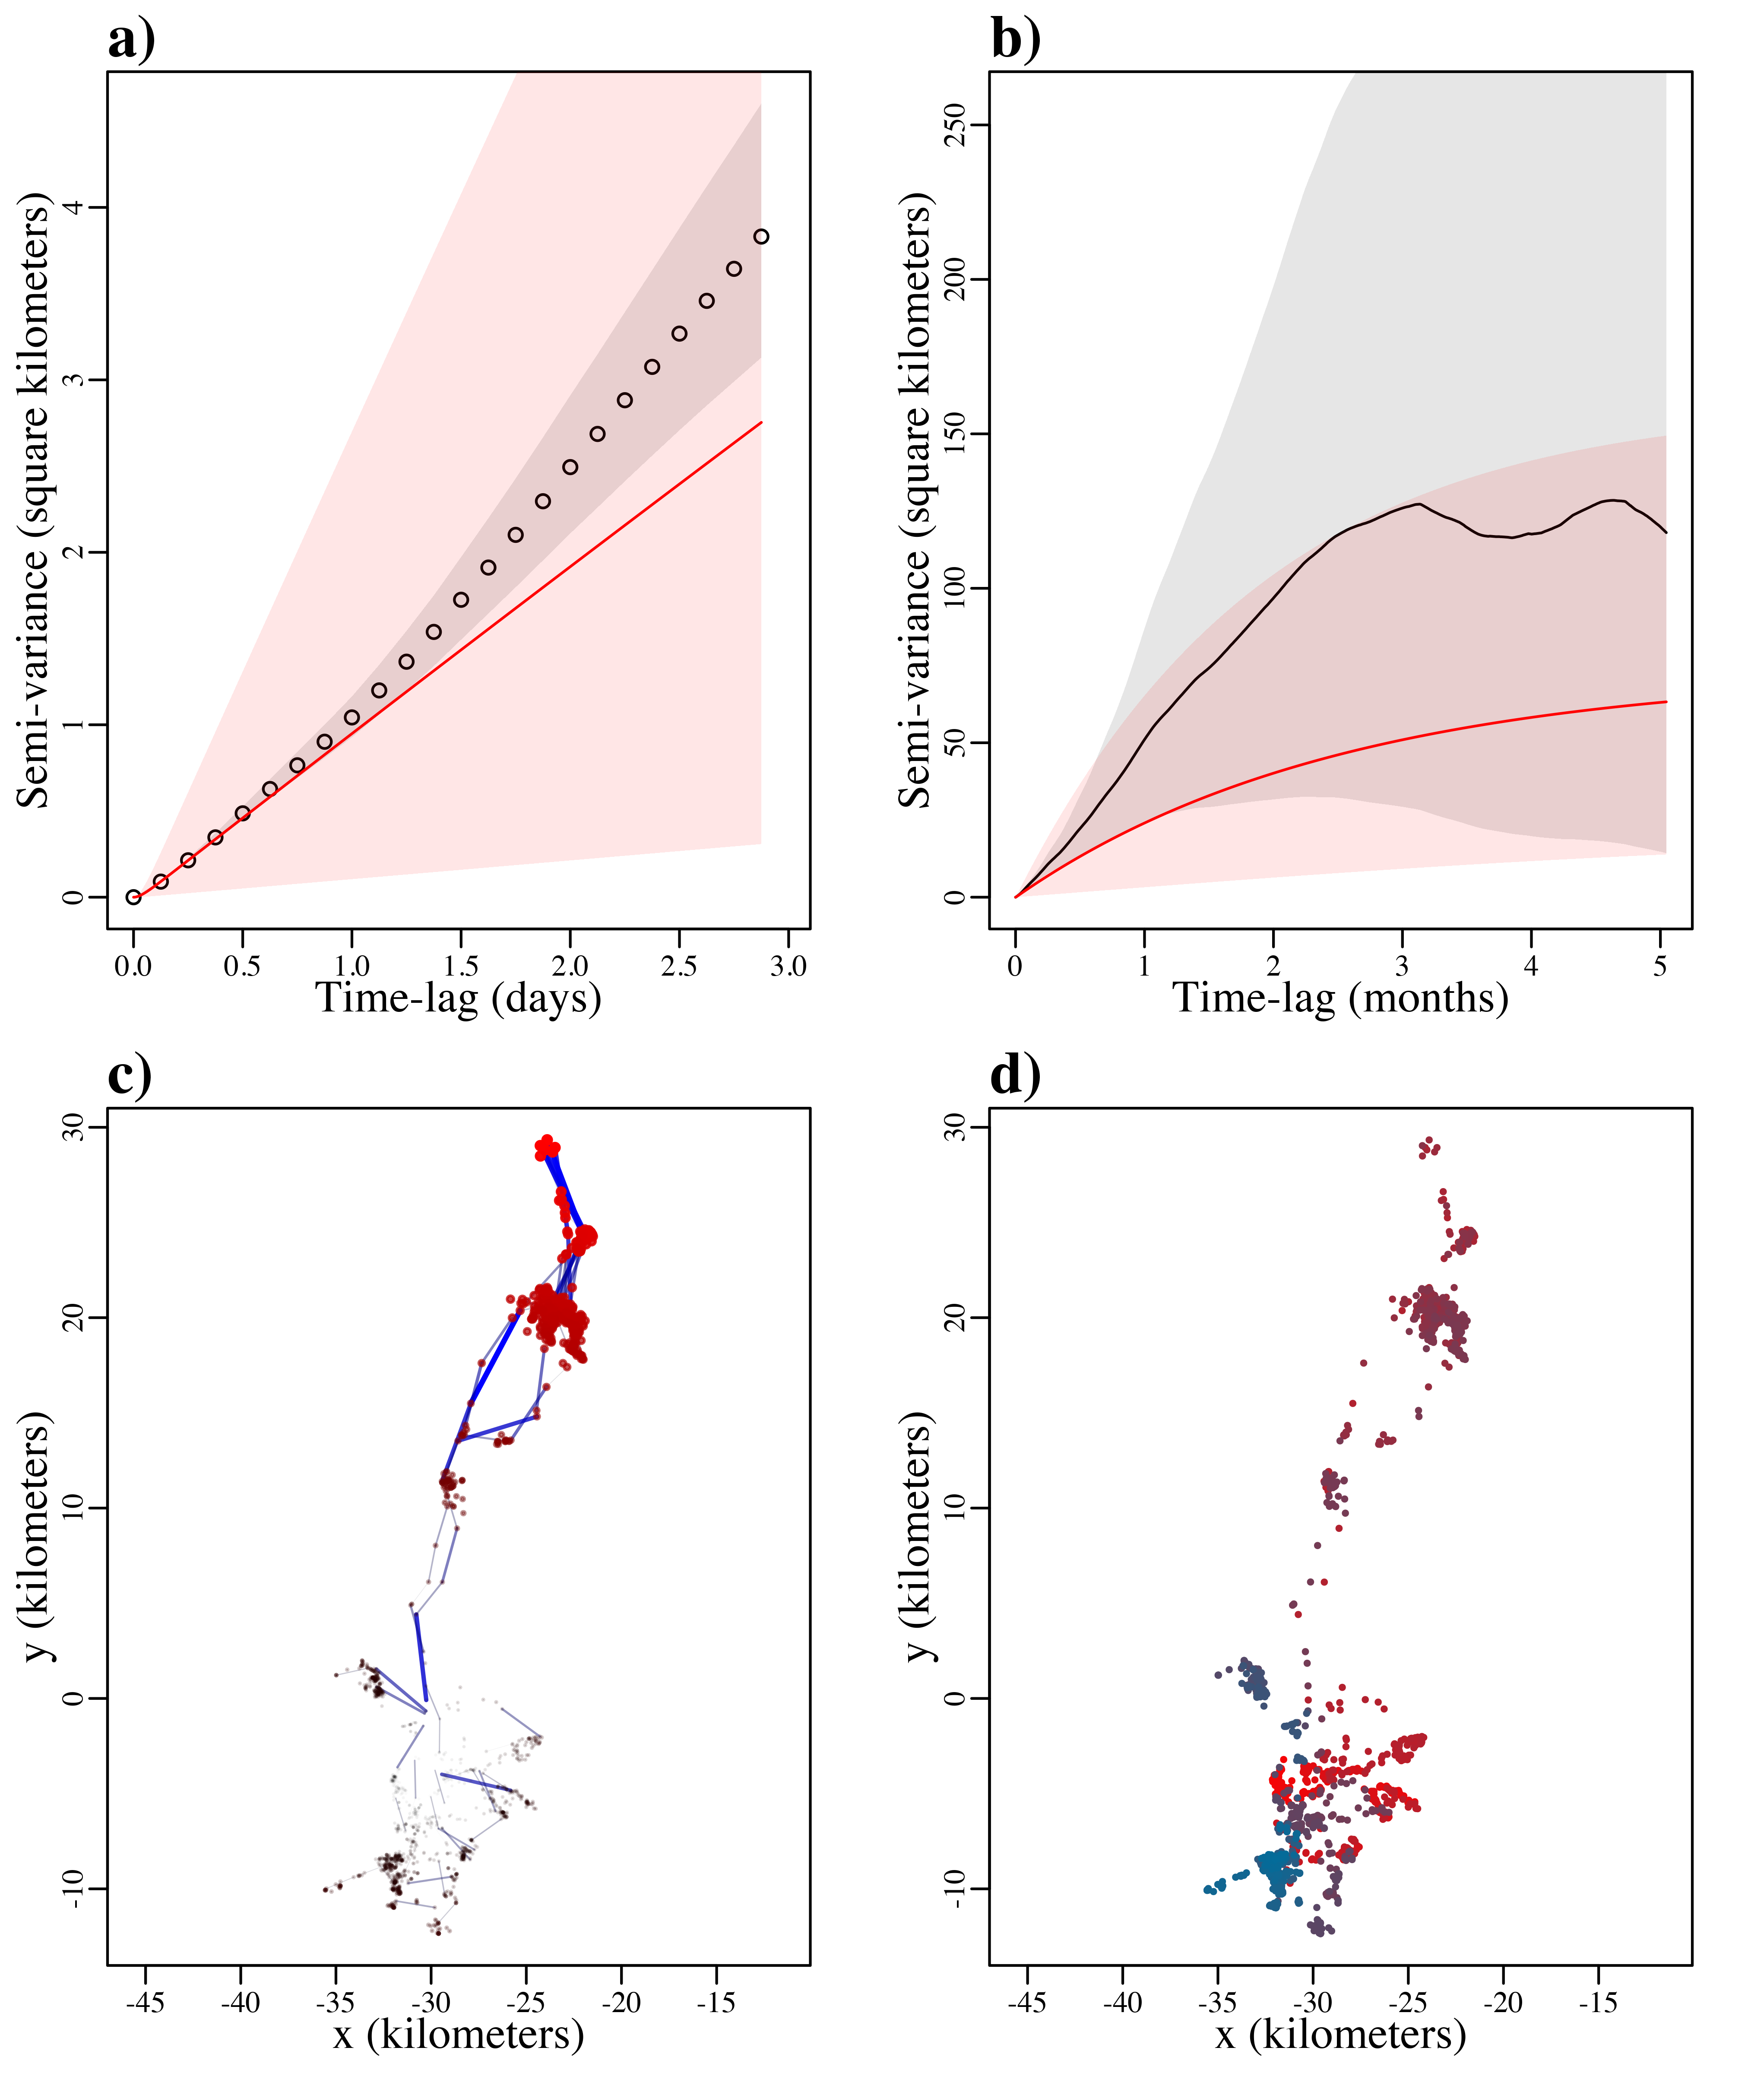 a)
Semi-variance (square kilometers)
0 1 2 3 4
0.0 0.5 1.0 1.5 2.0 2.5 3.0
Time-lag (days)
b)
Semi-variance (square kilometers)
0 50 100 150 200 250
0 1 2 3 4 5
Time-lag (months)
c)
y (kilometers)
-10 0 10 20 30
-45 -40 -35 -30 -25 -20 -15
x (kilometers)
d)
y (kilometers)
-10 0 10 20 30
-45 -40 -35 -30 -25 -20 -15
x (kilometers)